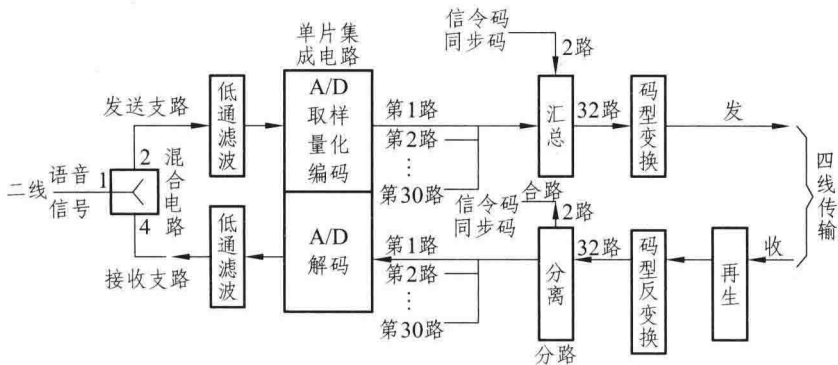 单片集
成电路
信令码
同步码
2路
发送支路
低通滤波
A/D
取样
量化
编码
第1路
第2路
⋮
第30路
汇总
32路
码型变换
发
合路
二线
语音
信号
1
2
4
混合电路
四线传输
接收支路
低通滤波
A/D
解码
第1路
第2路
⋮
第30路
信令码
同步码
2路
分离
分路
32路
码型反变换
再生
收